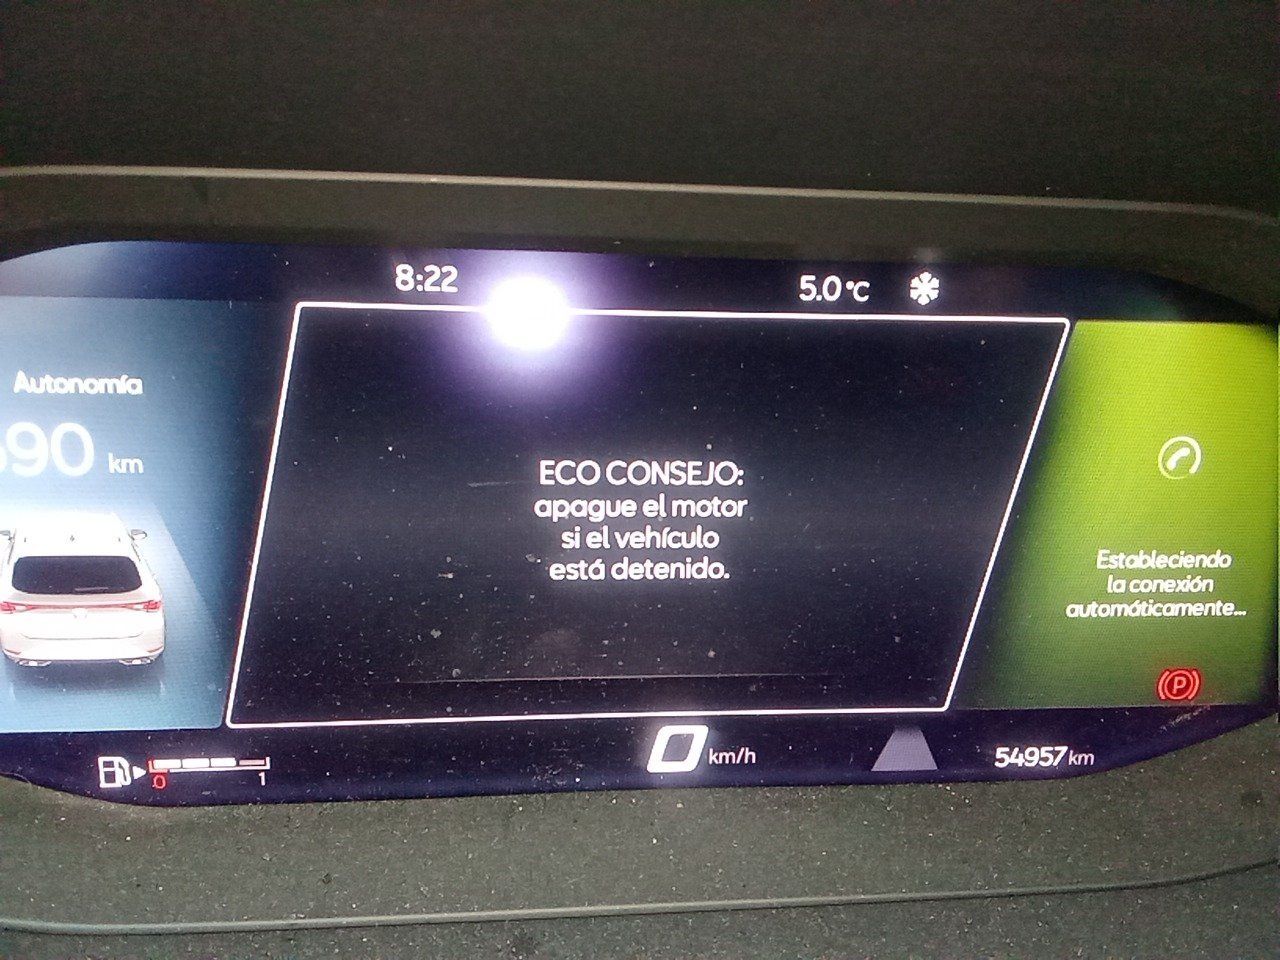 8:22
5.0 °C
Autonomía
km
ECO CONSEJO:
apague el motor
si el vehículo
está detenido.
Estableciendo
la conexión
automáticamente...
P
0 1
0 km/h
54957 km